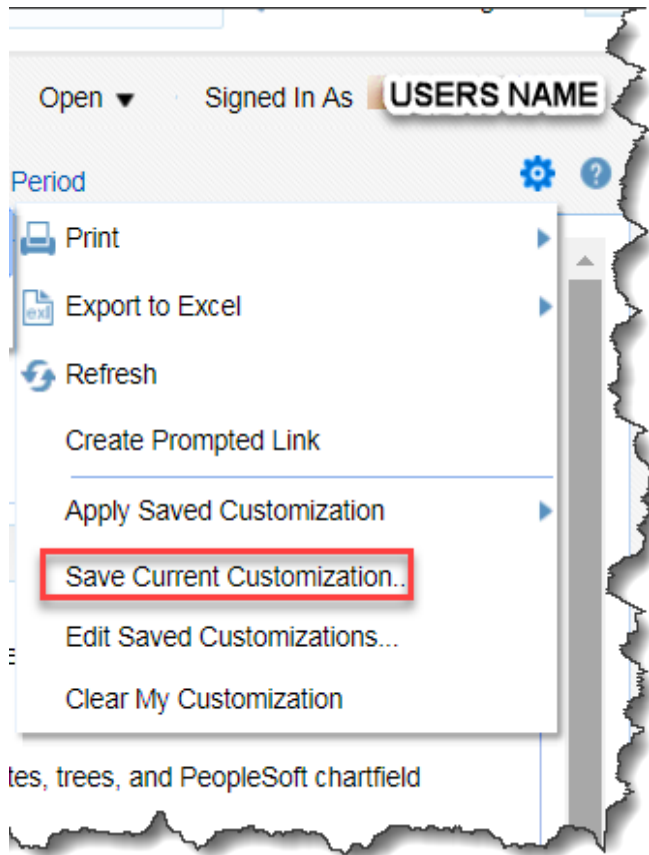 Open Signed In As USERS NAME
Period
Print
exll Export to Excel
Refresh
Create Prompted Link
Apply Saved Customization
Save Current Customization..
Edit Saved Customizations...
Clear My Customization
tes, trees, and PeopleSoft chartfield